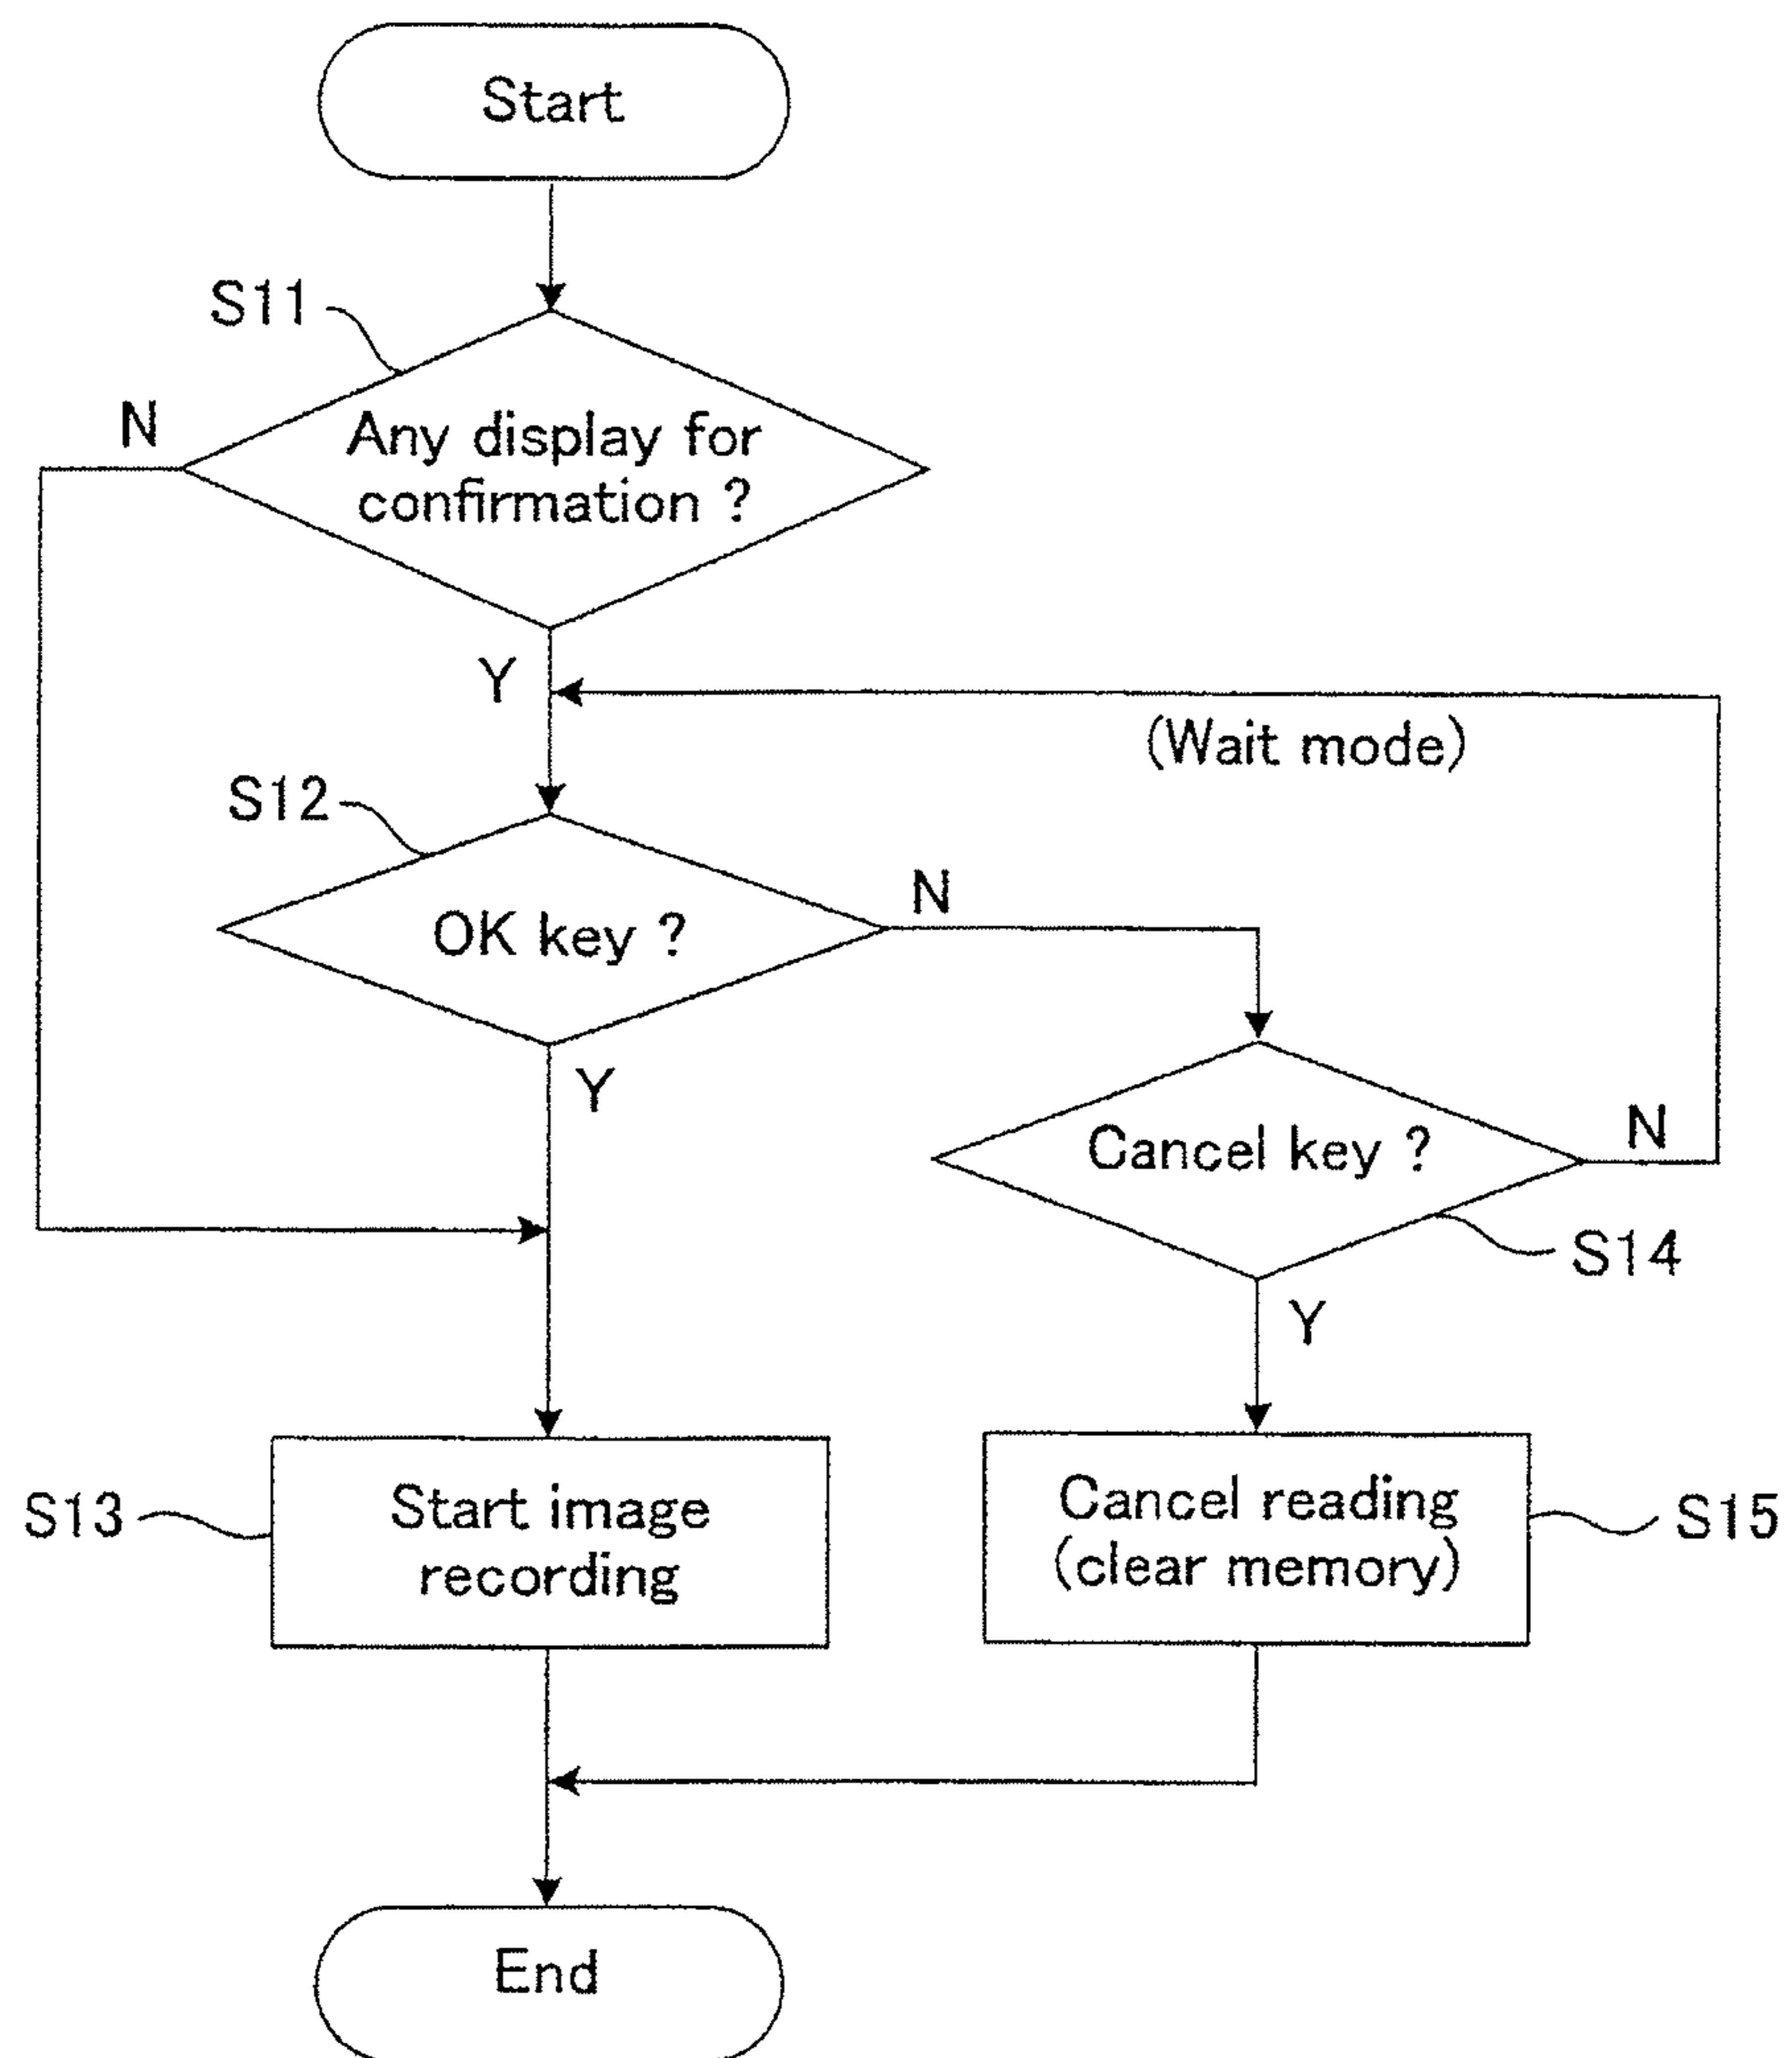 Start
S11
N
Any display for
confirmation ?
Y
(Wait mode)
S12
N
OK key ?
Y
Cancel key ?
N
S14
Y
S13
Start image
recording
Cancel reading
(clear memory)
S15
End